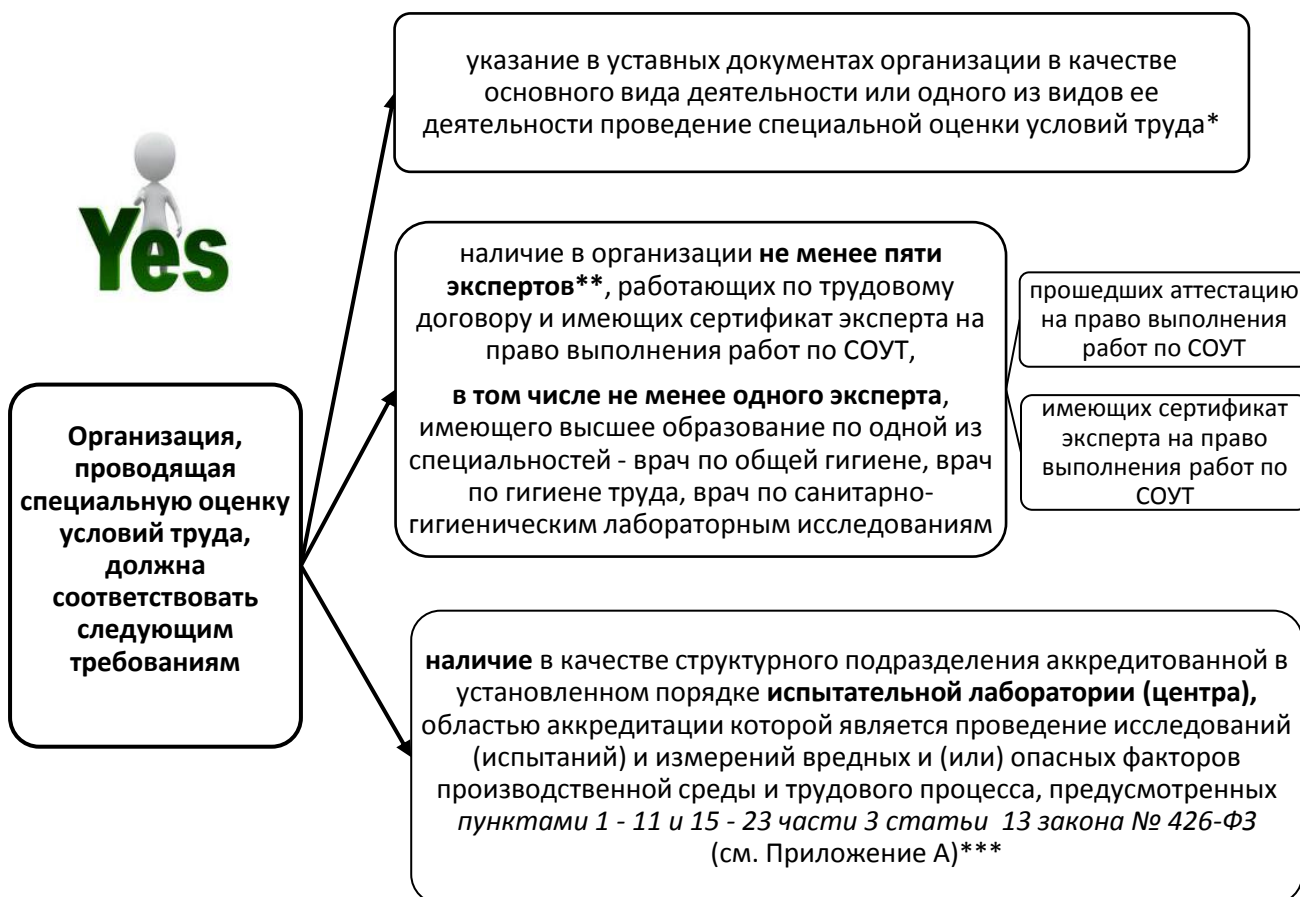 указание в уставных документах организации в качестве
основного вида деятельности или одного из видов ее
деятельности проведение специальной оценки условий труда*
Yes
наличие в организации не менее пяти
экспертов**, работающих по трудовому
договору и имеющих сертификат эксперта на
право выполнения работ по СОУТ,
в том числе не менее одного эксперта,
имеющего высшее образование по одной из
специальностей - врач по общей гигиене, врач
по гигиене труда, врач по санитарно-
гигиеническим лабораторным исследованиям
прошедших аттестацию
на право выполнения
работ по СОУТ
имеющих сертификат
эксперта на право
выполнения работ по
СОУТ
Организация,
проводящая
специальную оценку
условий труда,
должна
соответствовать
следующим
требованиям
наличие в качестве структурного подразделения аккредитованной в
установленном порядке испытательной лаборатории (центра),
областью аккредитации которой является проведение исследований
(испытаний) и измерений вредных и (или) опасных факторов
производственной среды и трудового процесса, предусмотренных
пунктами 1 - 11 и 15 - 23 части 3 статьи 13 закона № 426-ФЗ
(см. Приложение А)***